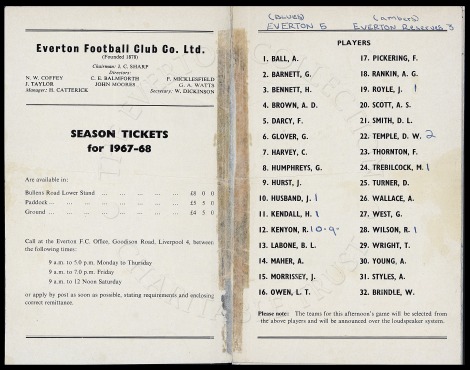 Everton Football Club Co. Ltd.
(Founded 1878)
Chairman: J. C. SHARP
Directors:
N. W. COFFEY C. E. BALMFORTH F. MICKLESFIELD
J. TAYLOR JOHN MOORES G. A. WATTS
Manager: H. CATTERICK Secretary: W. DICKINSON
SEASON TICKETS
for 1967-68
Are available in:
Bullens Road Lower Stand ... ... ... ... £8 0 0
Paddock ... ... ... ... ... ... £5 5 0
Ground ... ... ... ... ... ... £4 5 0
Call at the Everton F.C. Office, Goodison Road, Liverpool 4, between
the following times:
9 a.m. to 5.0 p.m. Monday to Thursday
9 a.m. to 7.0 p.m. Friday
9 a.m. to 12 Noon Saturday
or apply by post as soon as possible, stating requirements and enclosing
correct remittance.
(Blues) (ambers)
EVERTON 5 EVERTON Reserves 3
PLAYERS
1. BALL, A.
2. BARNETT, G.
3. BENNETT, H.
4. BROWN, A. D.
5. DARCY, F.
6. GLOVER, G.
7. HARVEY, C.
8. HUMPHREYS, G.
9. HURST, J.
10. HUSBAND, J. 1
11. KENDALL, H. 1
12. KENYON, R.
13. LABONE, B. L.
14. MAHER, A.
15. MORRISSEY, J.
16. OWEN, L. T.
17. PICKERING, F.
18. RANKIN, A. G.
19. ROYLE, J. 1
20. SCOTT, A. S.
21. SMITH, D. L.
22. TEMPLE, D. W. 2
23. THORNTON, F.
24. TREBILCOCK, M. 1
25. TURNER, D.
26. WALLACE, A.
27. WEST, G.
28. WILSON, R. 1
29. WRIGHT, T.
30. YOUNG, A.
31. STYLES, A.
32. BRINDLE, W.
Please note: The teams for this afternoon's game will be selected from
the above players and will be announced over the loudspeaker system.